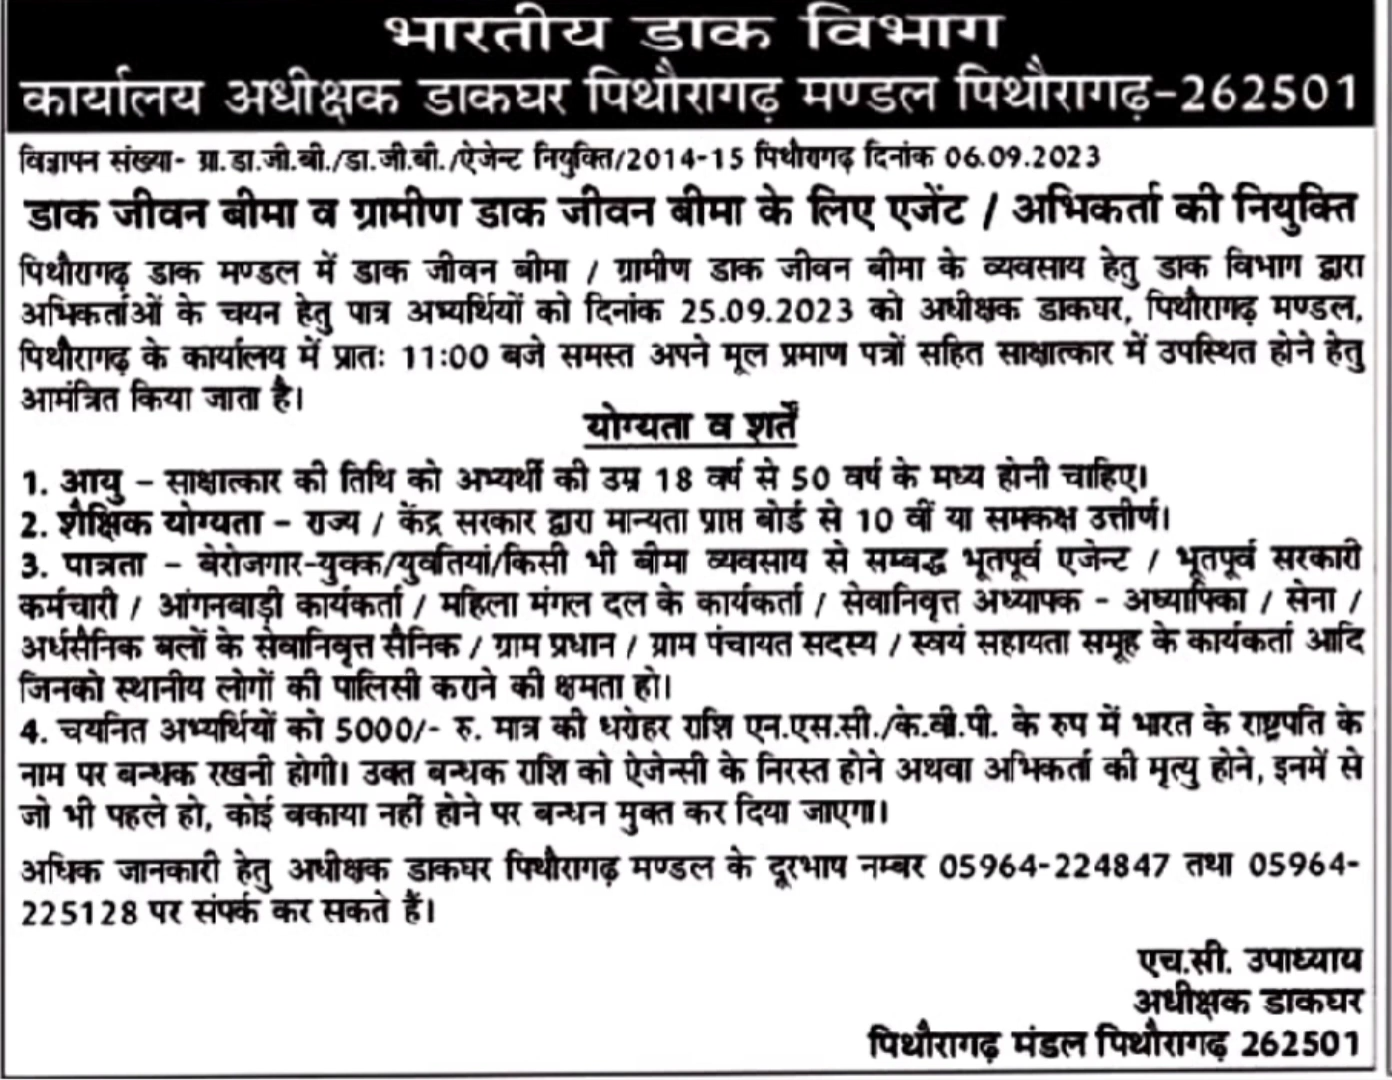 भारतीय डाक विभाग
कार्यालय अधीक्षक डाकघर पिथौरागढ़ मण्डल पिथौरागढ़-262501
विज्ञापन संख्या- ग्रा.डा.जी.बी./डा.जी.बी./ऐजेन्ट नियुक्ति/2014-15 पिथौरागढ़ दिनांक 06.09.2023
डाक जीवन बीमा व ग्रामीण डाक जीवन बीमा के लिए एजेंट / अभिकर्ता की नियुक्ति
पिथौरागढ़ डाक मण्डल में डाक जीवन बीमा / ग्रामीण डाक जीवन बीमा के व्यवसाय हेतु डाक विभाग द्वारा
अभिकर्ताओं के चयन हेतु पात्र अभ्यर्थियों को दिनांक 25.09.2023 को अधीक्षक डाकघर, पिथौरागढ़ मण्डल,
पिथौरागढ़ के कार्यालय में प्रातः 11:00 बजे समस्त अपने मूल प्रमाण पत्रों सहित साक्षात्कार में उपस्थित होने हेतु
आमंत्रित किया जाता है।
योग्यता व शर्तें
1. आयु – साक्षात्कार की तिथि को अभ्यर्थी की उम्र 18 वर्ष से 50 वर्ष के मध्य होनी चाहिए।
2. शैक्षिक योग्यता – राज्य / केंद्र सरकार द्वारा मान्यता प्राप्त बोर्ड से 10 वीं या समकक्ष उत्तीर्ण।
3. पात्रता – बेरोजगार-युवक/युवतियां/किसी भी बीमा व्यवसाय से सम्बद्ध भूतपूर्व एजेन्ट / भूतपूर्व सरकारी
कर्मचारी / आंगनबाड़ी कार्यकर्ता / महिला मंगल दल के कार्यकर्ता / सेवानिवृत्त अध्यापक - अध्यापिका / सेना /
अर्धसैनिक बलों के सेवानिवृत्त सैनिक / ग्राम प्रधान / ग्राम पंचायत सदस्य / स्वयं सहायता समूह के कार्यकर्ता आदि
जिनको स्थानीय लोगों की पालिसी कराने की क्षमता हो।
4. चयनित अभ्यर्थियों को 5000/- रु. मात्र की धरोहर राशि एन.एस.सी./के.वी.पी. के रुप में भारत के राष्ट्रपति के
नाम पर बन्धक रखनी होगी। उक्त बन्धक राशि को ऐजेन्सी के निरस्त होने अथवा अभिकर्ता की मृत्यु होने, इनमें से
जो भी पहले हो, कोई बकाया नहीं होने पर बन्धन मुक्त कर दिया जाएगा।
अधिक जानकारी हेतु अधीक्षक डाकघर पिथौरागढ़ मण्डल के दूरभाष नम्बर 05964-224847 तथा 05964-
225128 पर संपर्क कर सकते हैं।
एच.सी. उपाध्याय
अधीक्षक डाकघर
पिथौरागढ़ मंडल पिथौरागढ़ 262501